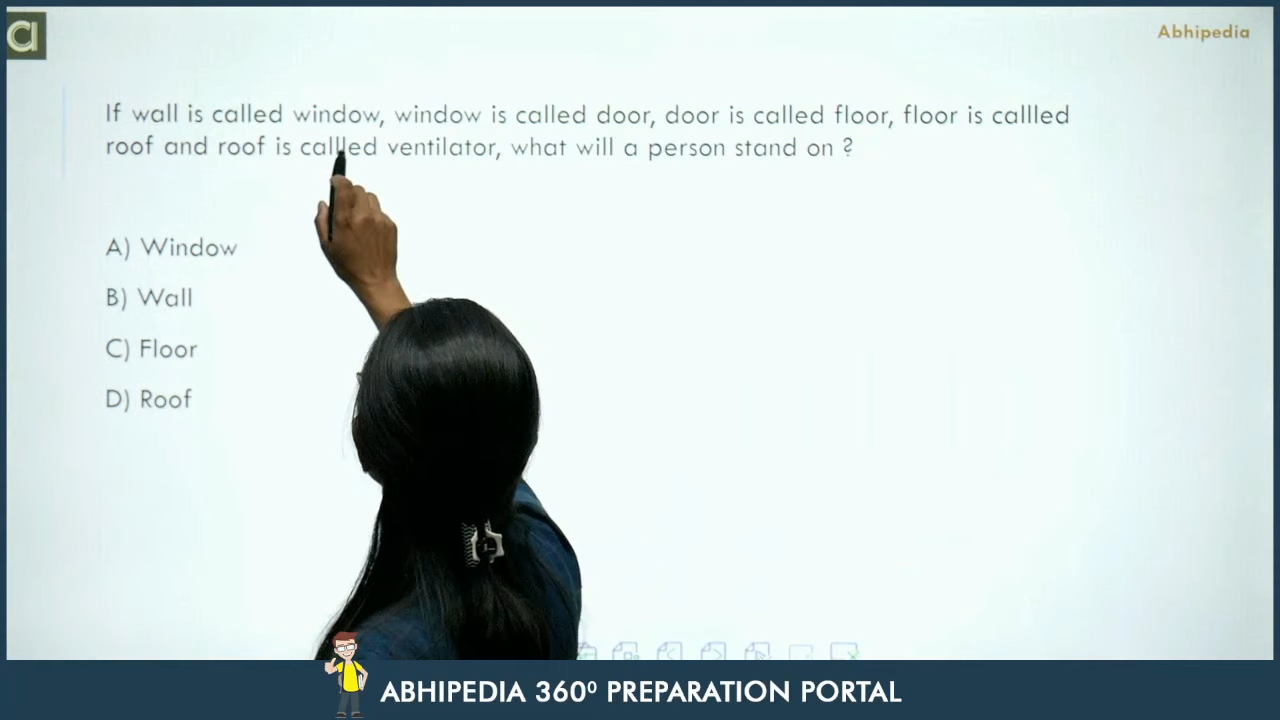 a
Abhipedia
If wall is called window, window is called door, door is called floor, floor is callled
roof and roof is callled ventilator, what will a person stand on ?
A) Window
B) Wall
C) Floor
D) Roof
ABHIPEDIA 360⁰ PREPARATION PORTAL